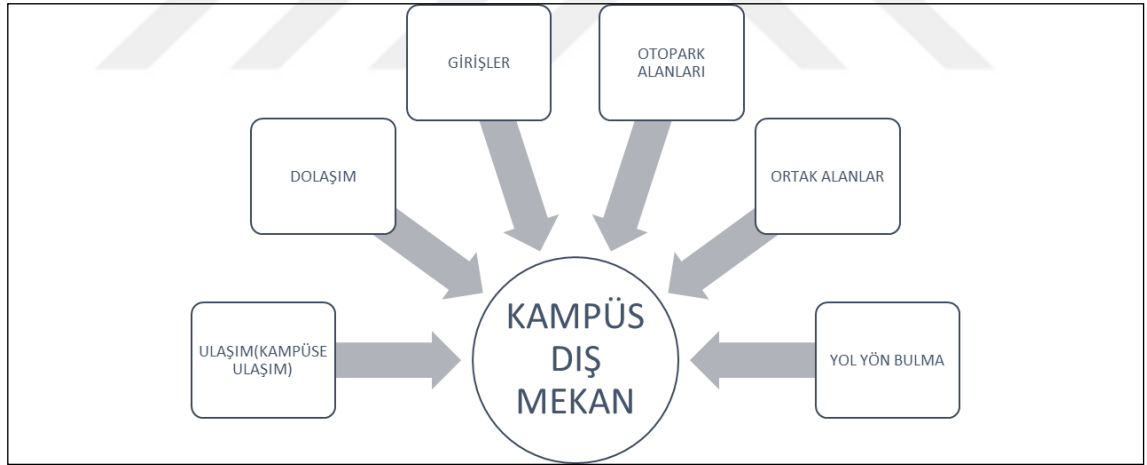 GİRİŞLER
OTOPARK
ALANLARI
DOLAŞIM
ORTAK ALANLAR
ULAŞIM(KAMPÜSE
ULAŞIM)
KAMPÜS
DIŞ
MEKAN
YOL YÖN BULMA